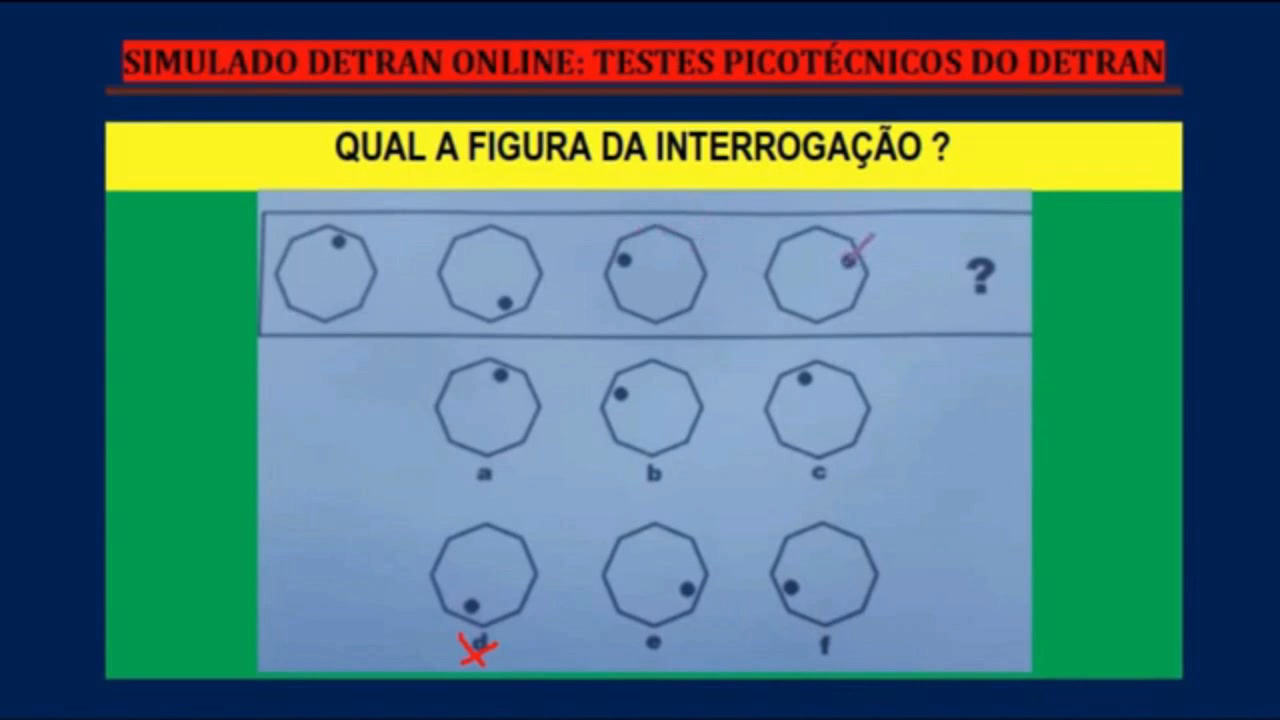 SIMULADO DETRAN ONLINE: TESTES PICOTÉCNICOS DO DETRAN
QUAL A FIGURA DA INTERROGAÇÃO ?
?
a b c
d e f